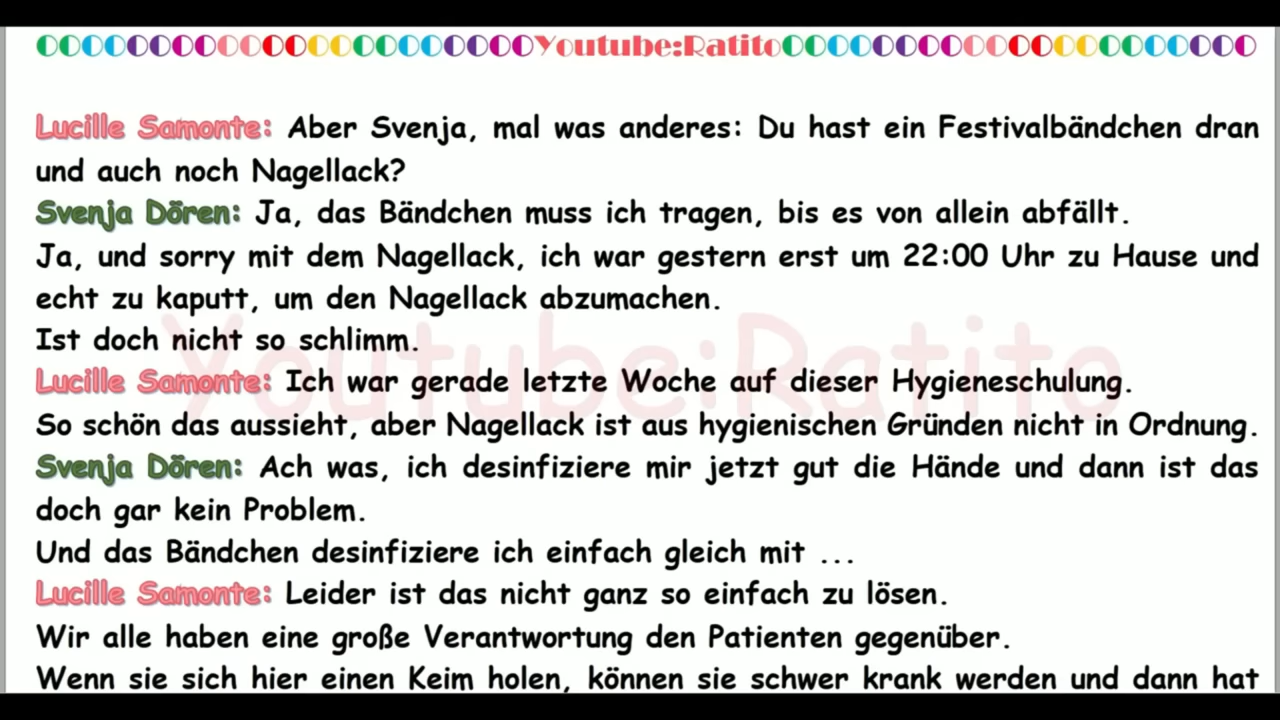 Youtube:Ratito
Lucille Samonte: Aber Svenja, mal was anderes: Du hast ein Festivalbändchen dran
und auch noch Nagellack?
Svenja Dören: Ja, das Bändchen muss ich tragen, bis es von allein abfällt.
Ja, und sorry mit dem Nagellack, ich war gestern erst um 22:00 Uhr zu Hause und
echt zu kaputt, um den Nagellack abzumachen.
Ist doch nicht so schlimm.
Youtube:Ratito
Lucille Samonte: Ich war gerade letzte Woche auf dieser Hygieneschulung.
So schön das aussieht, aber Nagellack ist aus hygienischen Gründen nicht in Ordnung.
Svenja Dören: Ach was, ich desinfiziere mir jetzt gut die Hände und dann ist das
doch gar kein Problem.
Und das Bändchen desinfiziere ich einfach gleich mit ...
Lucille Samonte: Leider ist das nicht ganz so einfach zu lösen.
Wir alle haben eine große Verantwortung den Patienten gegenüber.
Wenn sie sich hier einen Keim holen, können sie schwer krank werden und dann hat